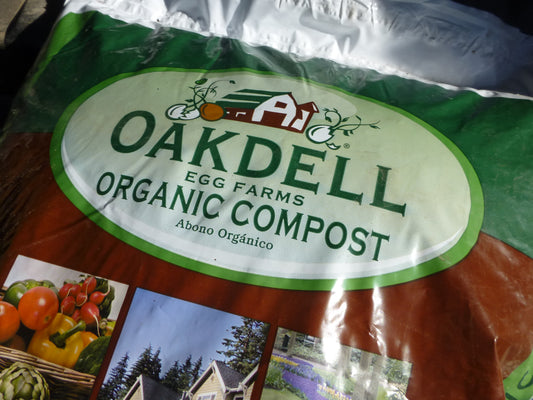 OAKDELL®
EGG FARMS
ORGANIC COMPOST
Abono Orgánico